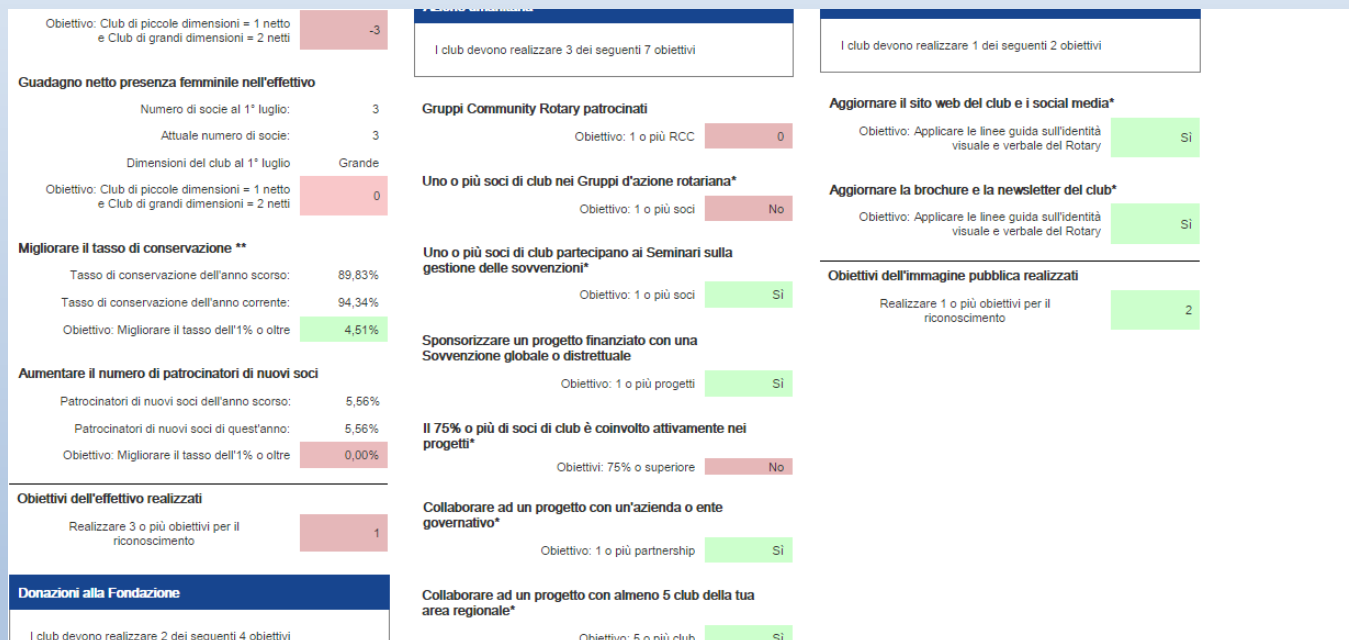 Obiettivo: Club di piccole dimensioni = 1 netto
e Club di grandi dimensioni = 2 netti
-3
Guadagno netto presenza femminile nell'effettivo
Numero di socie al 1° luglio: 3
Attuale numero di socie: 3
Dimensioni del club al 1° luglio Grande
Obiettivo: Club di piccole dimensioni = 1 netto
e Club di grandi dimensioni = 2 netti
0
Migliorare il tasso di conservazione **
Tasso di conservazione dell'anno scorso: 89,83%
Tasso di conservazione dell'anno corrente: 94,34%
Obiettivo: Migliorare il tasso dell'1% o oltre 4,51%
Aumentare il numero di patrocinatori di nuovi soci
Patrocinatori di nuovi soci dell'anno scorso: 5,56%
Patrocinatori di nuovi soci di quest'anno: 5,56%
Obiettivo: Migliorare il tasso dell'1% o oltre 0,00%
Obiettivi dell'effettivo realizzati
Realizzare 3 o più obiettivi per il
riconoscimento
1
Donazioni alla Fondazione
I club devono realizzare 2 dei seguenti 4 obiettivi
I club devono realizzare 3 dei seguenti 7 obiettivi
Gruppi Community Rotary patrocinati
Obiettivo: 1 o più RCC 0
Uno o più soci di club nei Gruppi d'azione rotariana*
Obiettivo: 1 o più soci No
Uno o più soci di club partecipano ai Seminari sulla
gestione delle sovvenzioni*
Obiettivo: 1 o più soci Sì
Sponsorizzare un progetto finanziato con una
Sovvenzione globale o distrettuale
Obiettivo: 1 o più progetti Sì
Il 75% o più di soci di club è coinvolto attivamente nei
progetti*
Obiettivi: 75% o superiore No
Collaborare ad un progetto con un'azienda o ente
governativo*
Obiettivo: 1 o più partnership Sì
Collaborare ad un progetto con almeno 5 club della tua
area regionale*
Obiettivo: 5 o più club Sì
I club devono realizzare 1 dei seguenti 2 obiettivi
Aggiornare il sito web del club e i social media*
Obiettivo: Applicare le linee guida sull'identità
visuale e verbale del Rotary
Sì
Aggiornare la brochure e la newsletter del club*
Obiettivo: Applicare le linee guida sull'identità
visuale e verbale del Rotary
Sì
Obiettivi dell'immagine pubblica realizzati
Realizzare 1 o più obiettivi per il
riconoscimento
2